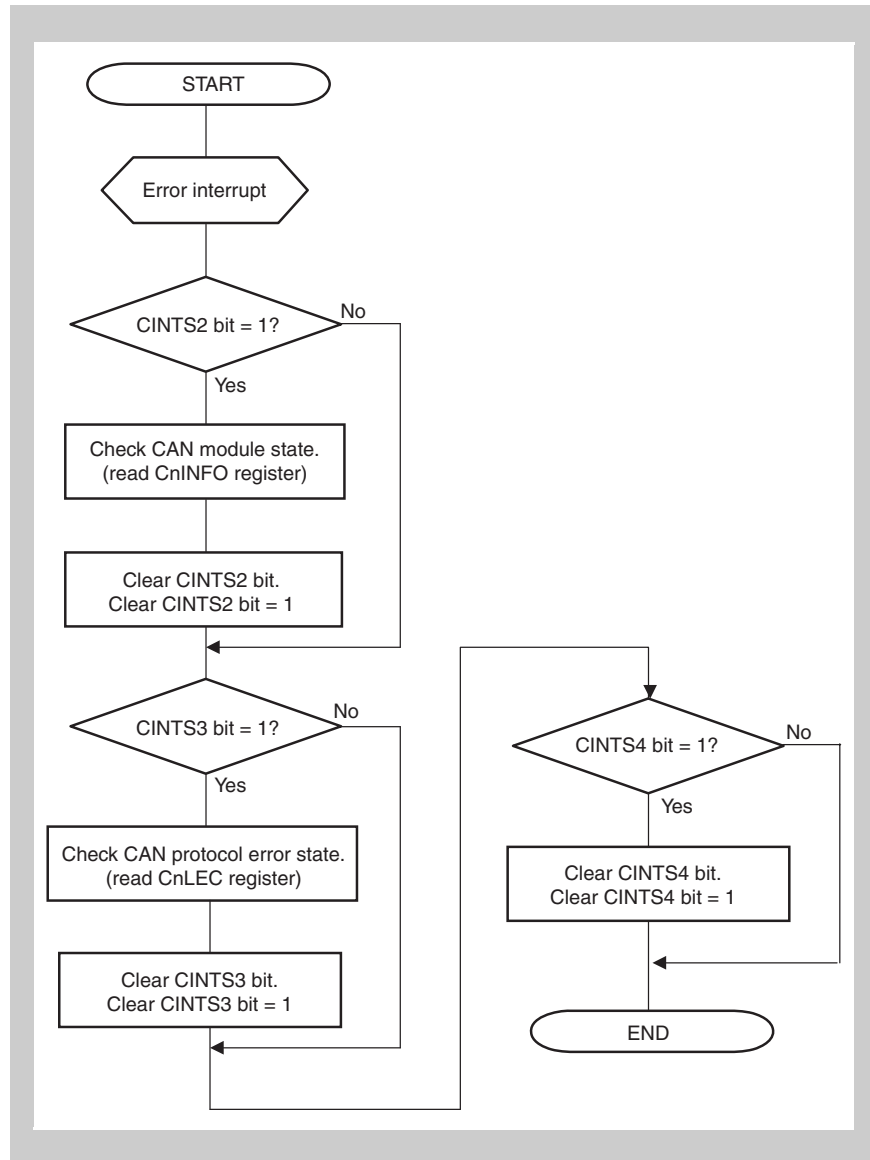 START
Error interrupt
CINTS2 bit = 1?
No
Yes
Check CAN module state.
(read CnINFO register)
Clear CINTS2 bit.
Clear CINTS2 bit = 1
CINTS3 bit = 1?
No
Yes
Check CAN protocol error state.
(read CnLEC register)
Clear CINTS3 bit.
Clear CINTS3 bit = 1
CINTS4 bit = 1?
No
Yes
Clear CINTS4 bit.
Clear CINTS4 bit = 1
END